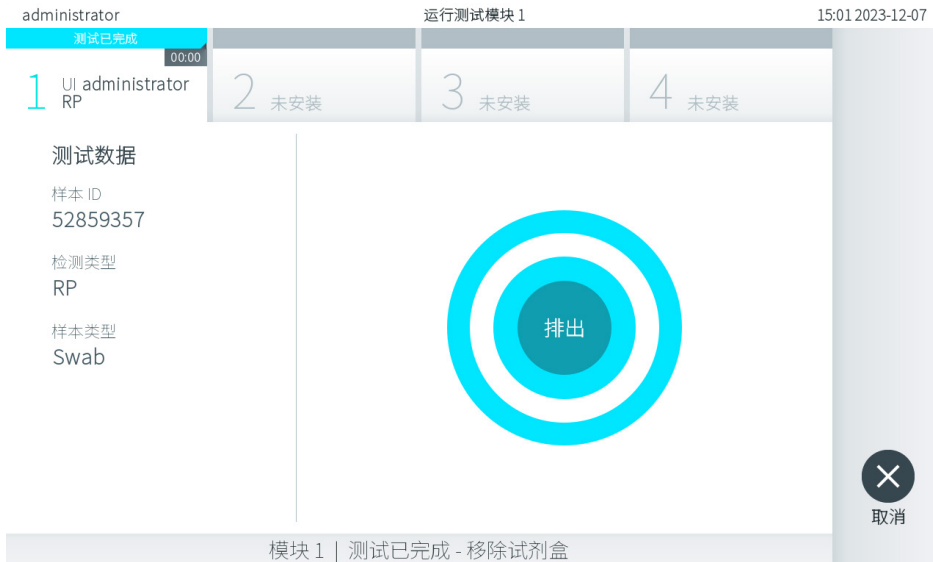 administrator
运行测试模块 1
15:01 2023-12-07
测试已完成
00:00
1
UI administrator
RP
2 未安装
3 未安装
4 未安装
测试数据
样本 ID
52859357
检测类型
RP
样本类型
Swab
排出
取消
模块 1 | 测试已完成 - 移除试剂盒